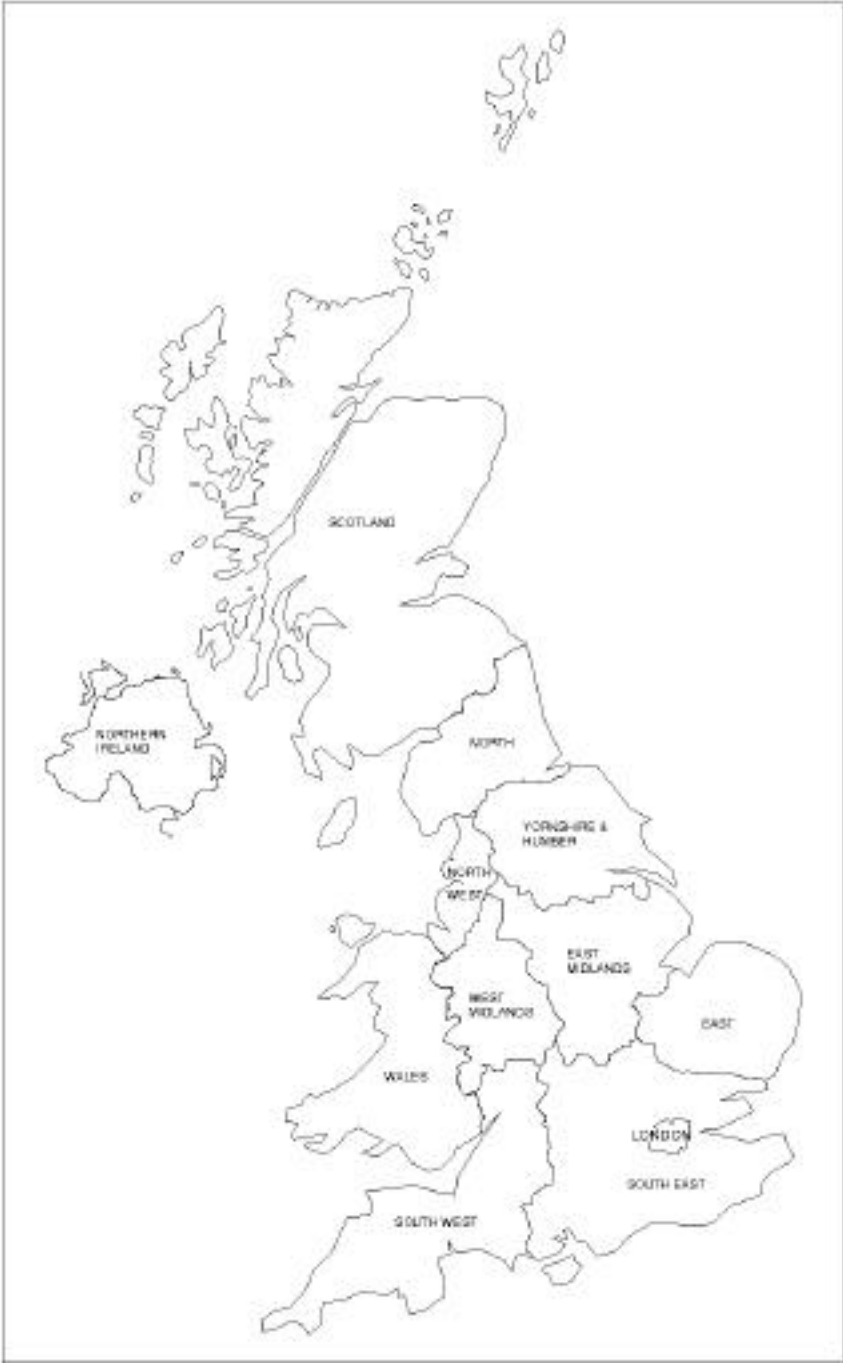 SCOTLAND
NORTHERN
IRELAND
NORTH
YORKSHIRE &
HUMBER
NORTH
WEST
EAST
MIDLANDS
WEST
MIDLANDS
EAST
WALES
LONDON
SOUTH EAST
SOUTH WEST